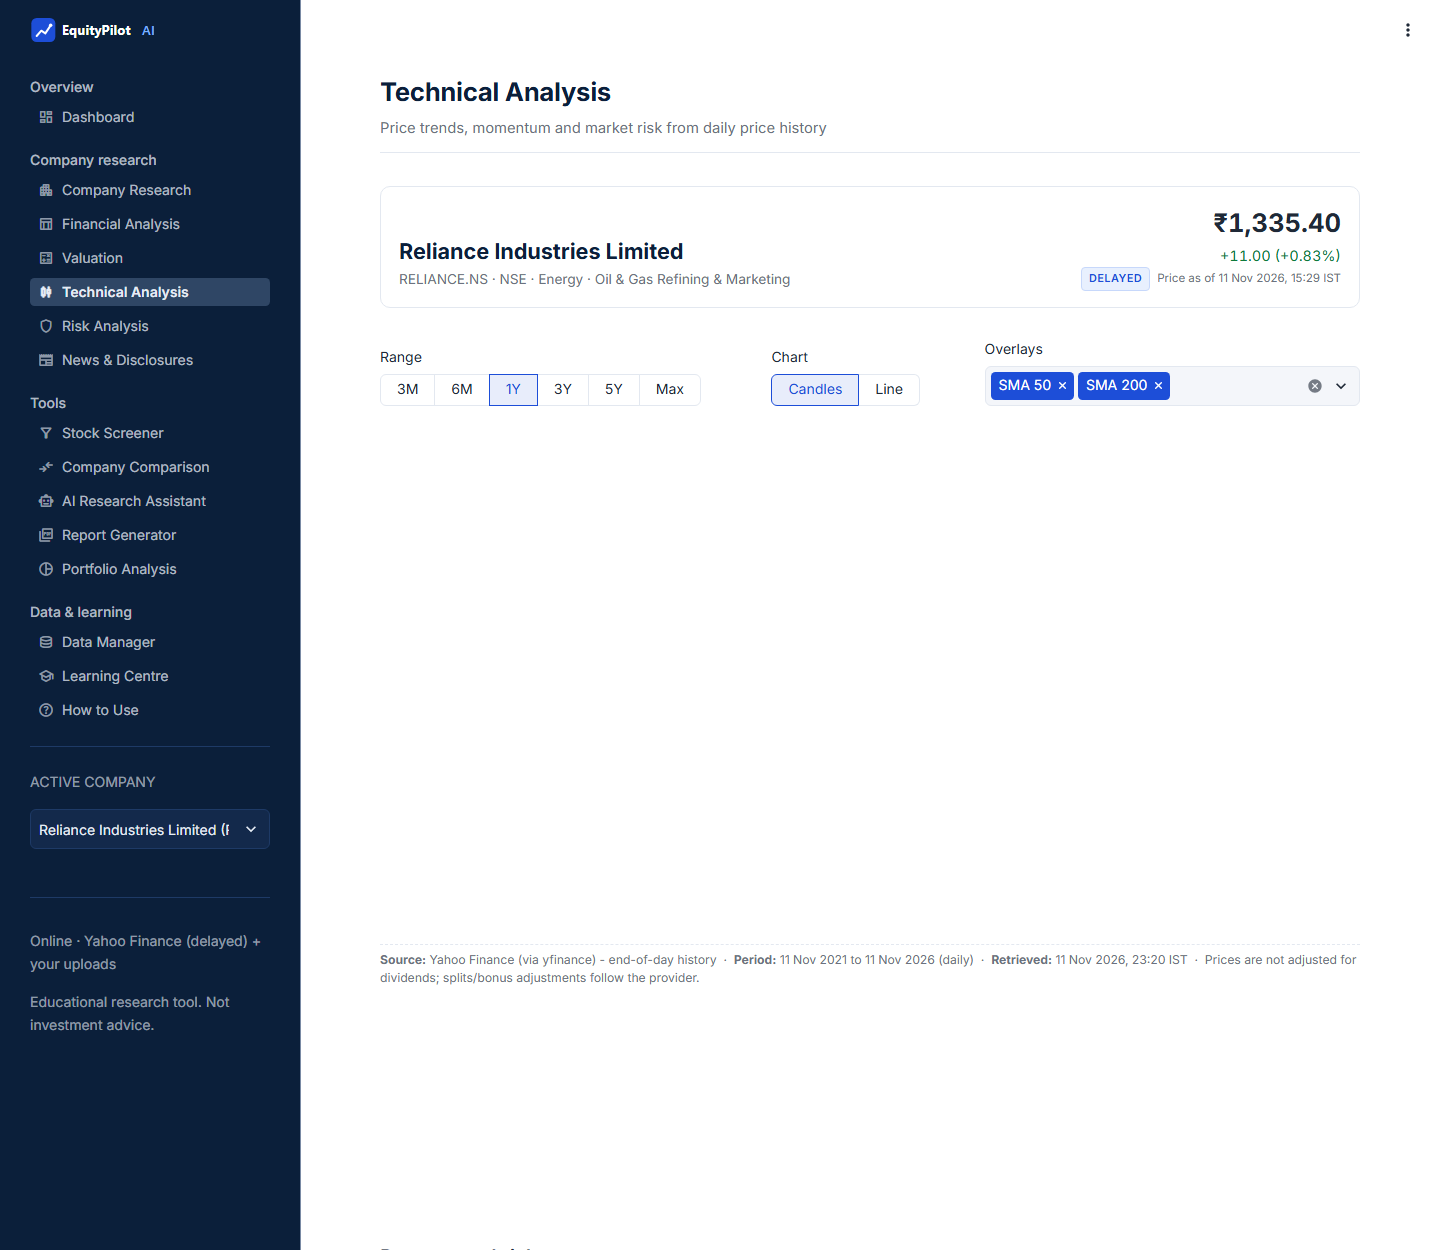 EquityPilot AI
Overview
Dashboard
Company research
Company Research
Financial Analysis
Valuation
Technical Analysis
Risk Analysis
News & Disclosures
Tools
Stock Screener
Company Comparison
AI Research Assistant
Report Generator
Portfolio Analysis
Data & learning
Data Manager
Learning Centre
How to Use
ACTIVE COMPANY
Reliance Industries Limited
Online · Yahoo Finance (delayed) +
your uploads
Educational research tool. Not
investment advice.
Technical Analysis
Price trends, momentum and market risk from daily price history
Reliance Industries Limited
RELIANCE.NS · NSE · Energy · Oil & Gas Refining & Marketing
₹1,335.40
+11.00 (+0.83%)
DELAYED Price as of 11 Nov 2026, 15:29 IST
Range
3M 6M 1Y 3Y 5Y Max
Chart
Candles Line
Overlays
SMA 50 × SMA 200 ×
Source: Yahoo Finance (via yfinance) - end-of-day history · Period: 11 Nov 2021 to 11 Nov 2026 (daily) · Retrieved: 11 Nov 2026, 23:20 IST · Prices are not adjusted for
dividends; splits/bonus adjustments follow the provider.